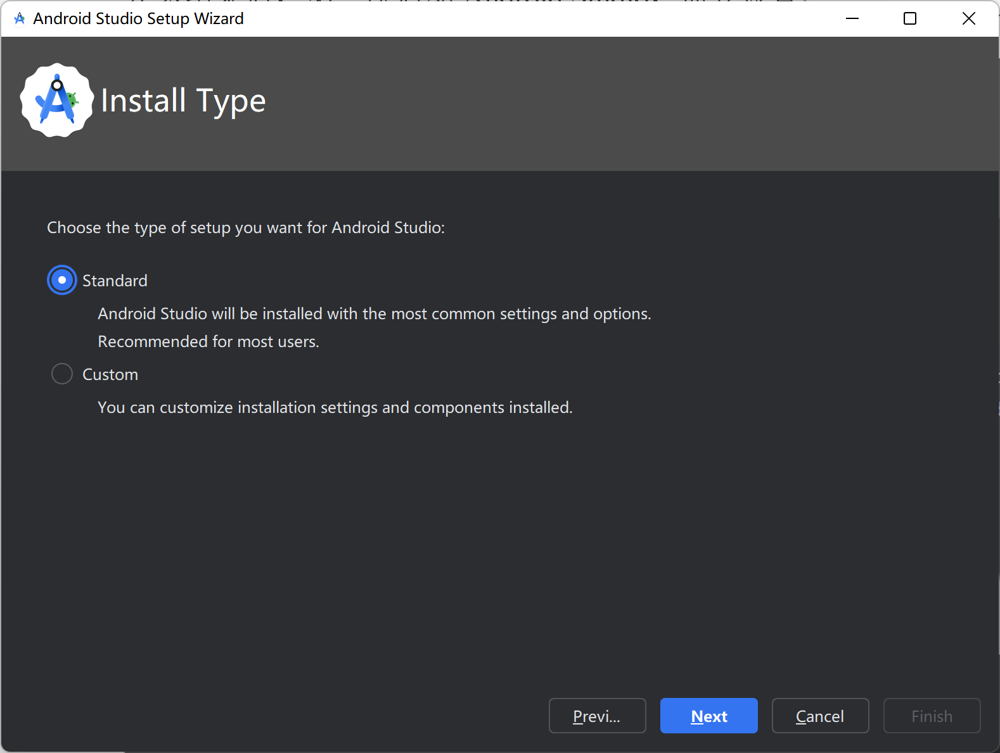 Android Studio Setup Wizard
Install Type
Choose the type of setup you want for Android Studio:
Standard
Android Studio will be installed with the most common settings and options.
Recommended for most users.
Custom
You can customize installation settings and components installed.
Previ... Next Cancel Finish